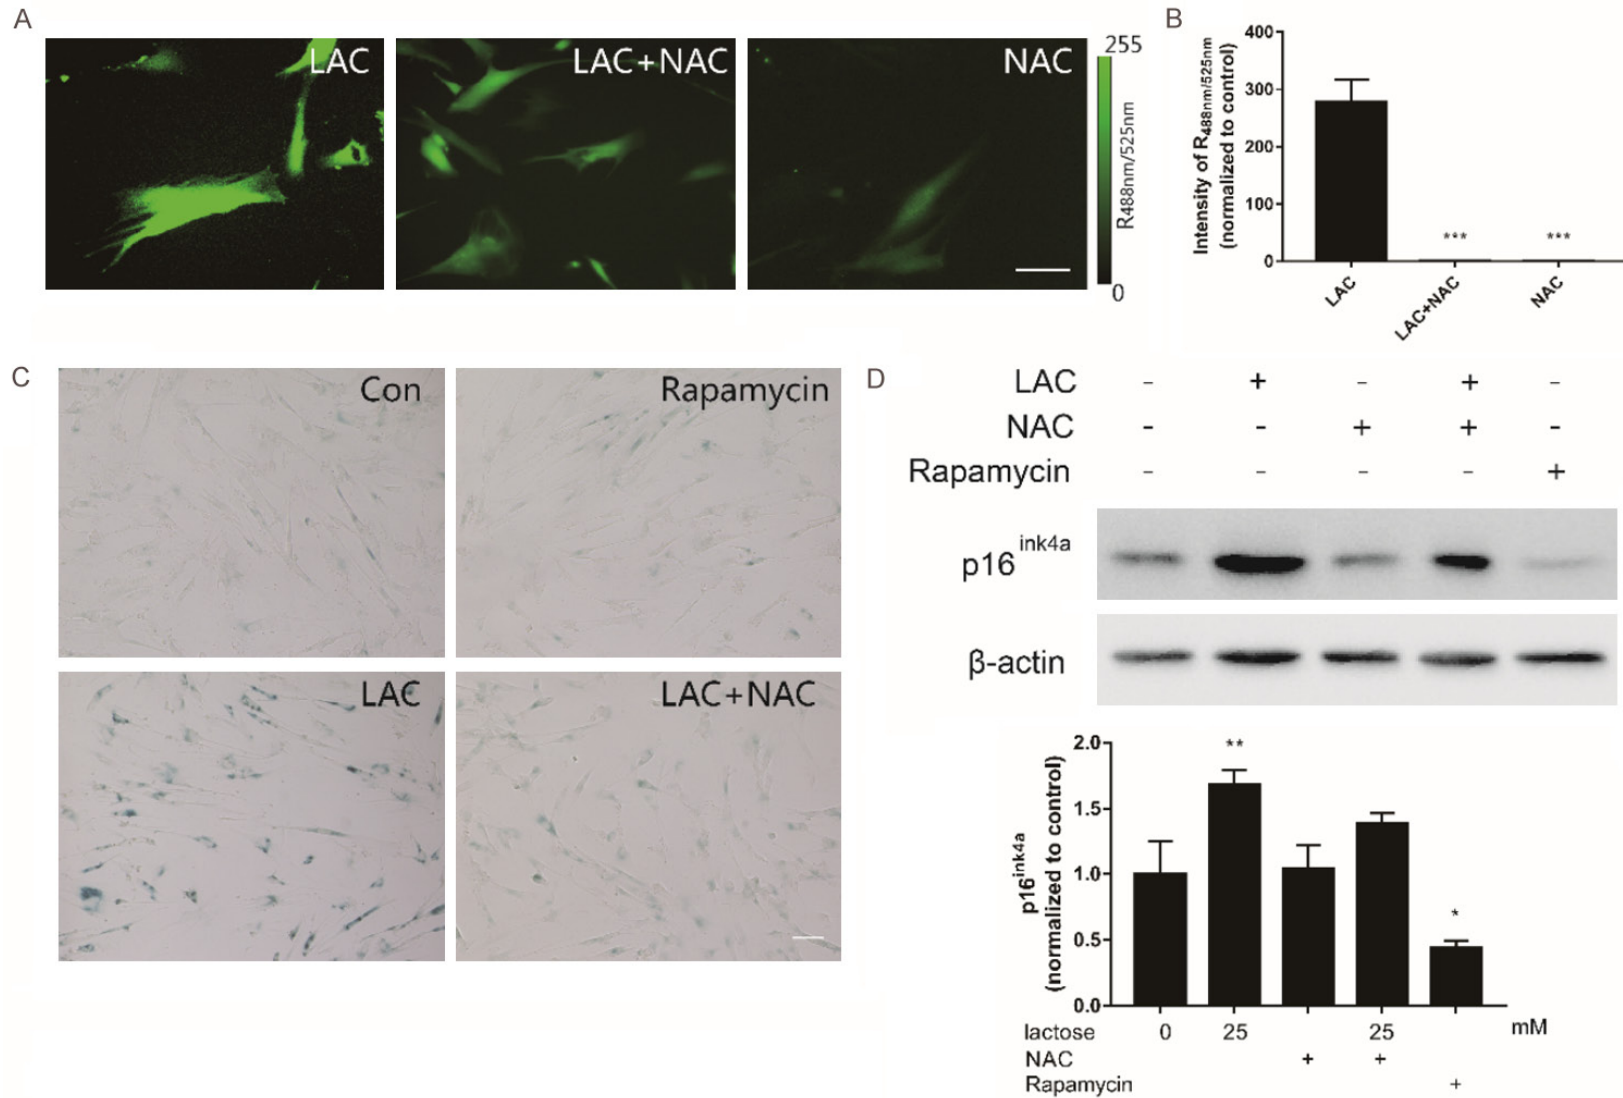 A
LAC
LAC+NAC
NAC
255
R488nm/525nm
0
B
Intensity of R488nm/525nm
(normalized to control)
400
300
200
100
0
***
***
LAC
LAC+NAC
NAC
C
Con
Rapamycin
LAC
LAC+NAC
D
LAC - + - + -
NAC - - + + -
Rapamycin - - - - +
p16 ink4a
β-actin
p16ink4a
(normalized to control)
2.0
1.5
1.0
0.5
0.0
**
*
lactose 0 25 25 mM
NAC + +
Rapamycin +